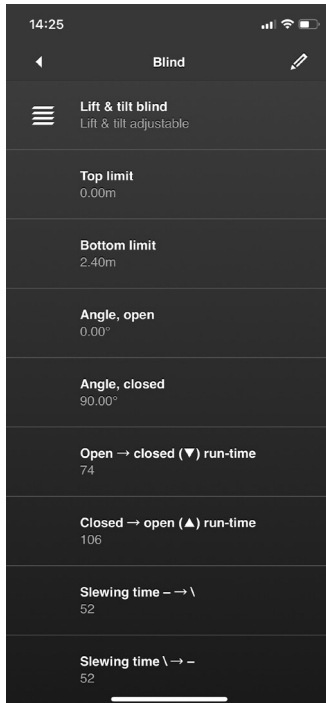 14:25
Blind
Lift & tilt blind
Lift & tilt adjustable
Top limit
0.00m
Bottom limit
2.40m
Angle, open
0.00°
Angle, closed
90.00°
Open → closed (▼) run-time
74
Closed → open (▲) run-time
106
Slewing time – → \
52
Slewing time \ → –
52